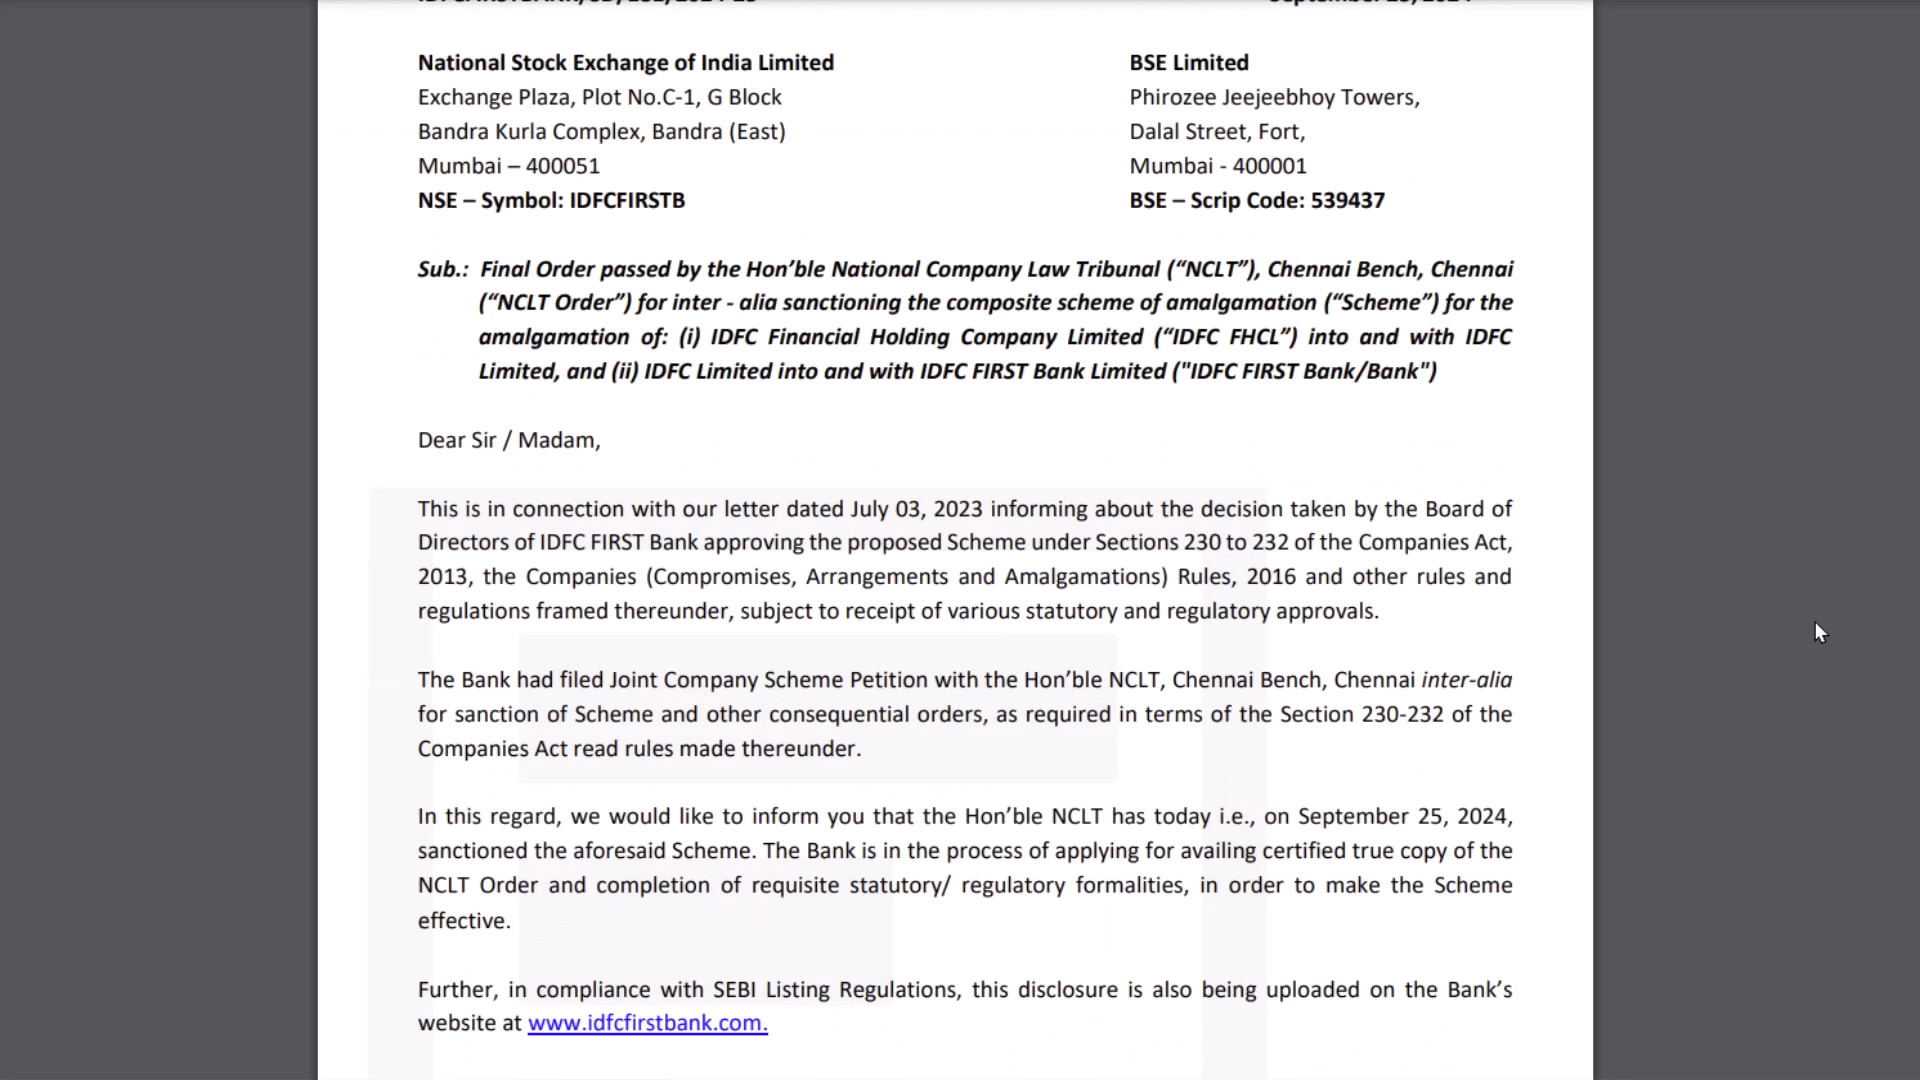 National Stock Exchange of India Limited
Exchange Plaza, Plot No.C-1, G Block
Bandra Kurla Complex, Bandra (East)
Mumbai – 400051
NSE – Symbol: IDFCFIRSTB
BSE Limited
Phirozee Jeejeebhoy Towers,
Dalal Street, Fort,
Mumbai - 400001
BSE – Scrip Code: 539437
Sub.: Final Order passed by the Hon’ble National Company Law Tribunal (“NCLT”), Chennai Bench, Chennai
(“NCLT Order”) for inter - alia sanctioning the composite scheme of amalgamation (“Scheme”) for the
amalgamation of: (i) IDFC Financial Holding Company Limited (“IDFC FHCL”) into and with IDFC
Limited, and (ii) IDFC Limited into and with IDFC FIRST Bank Limited ("IDFC FIRST Bank/Bank")
Dear Sir / Madam,
This is in connection with our letter dated July 03, 2023 informing about the decision taken by the Board of
Directors of IDFC FIRST Bank approving the proposed Scheme under Sections 230 to 232 of the Companies Act,
2013, the Companies (Compromises, Arrangements and Amalgamations) Rules, 2016 and other rules and
regulations framed thereunder, subject to receipt of various statutory and regulatory approvals.
The Bank had filed Joint Company Scheme Petition with the Hon’ble NCLT, Chennai Bench, Chennai inter-alia
for sanction of Scheme and other consequential orders, as required in terms of the Section 230-232 of the
Companies Act read rules made thereunder.
In this regard, we would like to inform you that the Hon’ble NCLT has today i.e., on September 25, 2024,
sanctioned the aforesaid Scheme. The Bank is in the process of applying for availing certified true copy of the
NCLT Order and completion of requisite statutory/ regulatory formalities, in order to make the Scheme
effective.
Further, in compliance with SEBI Listing Regulations, this disclosure is also being uploaded on the Bank’s
website at www.idfcfirstbank.com.